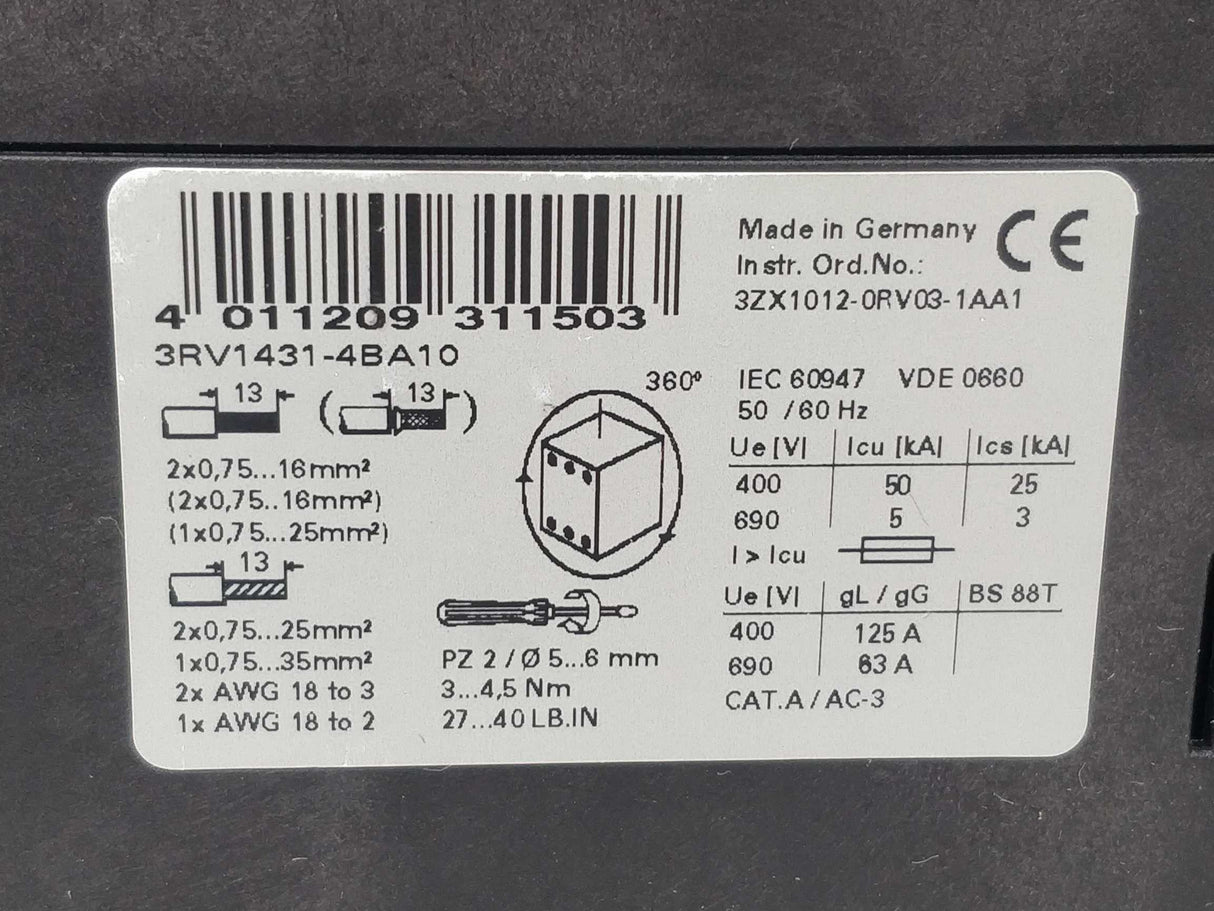 4 011209 311503
3RV1431-4BA10
13 ( 13 )
2x0,75...16mm²
(2x0,75..16mm²)
(1x0,75...25mm²)
13
2x0,75...25mm²
1x0,75...35mm²
2x AWG 18 to 3
1x AWG 18 to 2
360°
PZ 2 / Ø 5...6 mm
3...4,5 Nm
27...40 LB.IN
Made in Germany CE
Instr. Ord.No.:
3ZX1012-0RV03-1AA1
IEC 60947 VDE 0660
50 / 60 Hz
Ue [V] Icu [kA] Ics [kA]
400 50 25
690 5 3
I > Icu
Ue [V] gL / gG BS 88T
400 125 A
690 63 A
CAT.A / AC-3